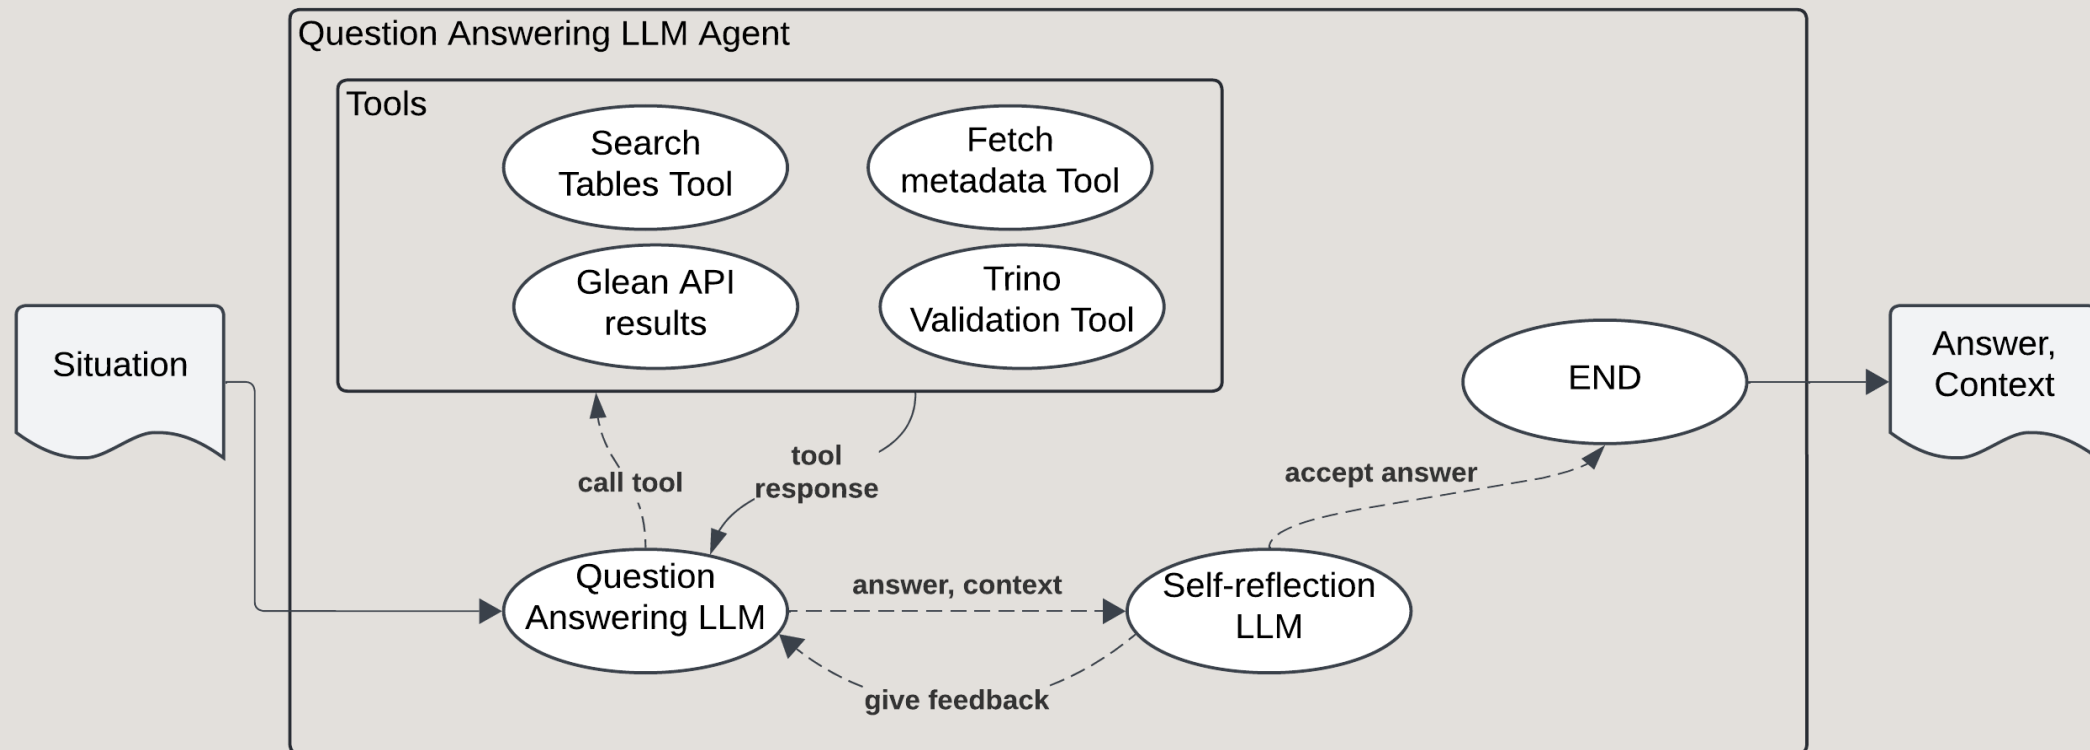 Question Answering LLM Agent
Tools
Search
Tables Tool
Fetch
metadata Tool
Glean API
results
Trino
Validation Tool
Situation
END
Answer,
Context
call tool
tool
response
accept answer
Question
Answering LLM
answer, context
Self-reflection
LLM
give feedback